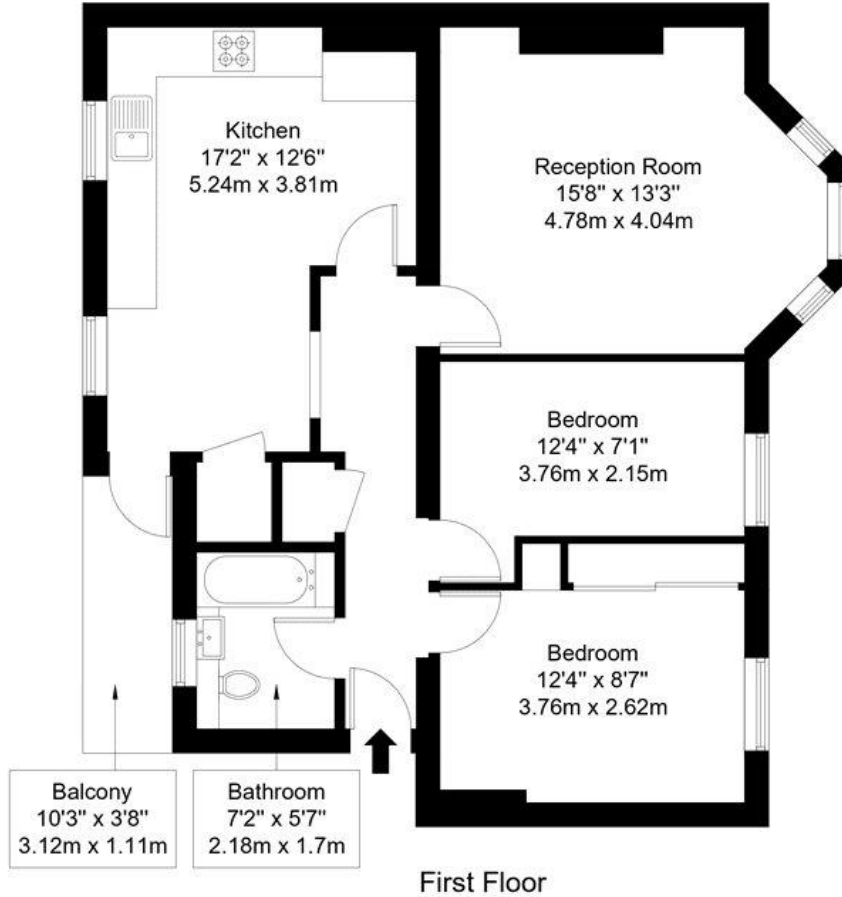 Kitchen
17'2" x 12'6"
5.24m x 3.81m
Reception Room
15'8" x 13'3"
4.78m x 4.04m
Bedroom
12'4" x 7'1"
3.76m x 2.15m
Bedroom
12'4" x 8'7"
3.76m x 2.62m
Balcony
10'3" x 3'8"
3.12m x 1.11m
Bathroom
7'2" x 5'7"
2.18m x 1.7m
First Floor